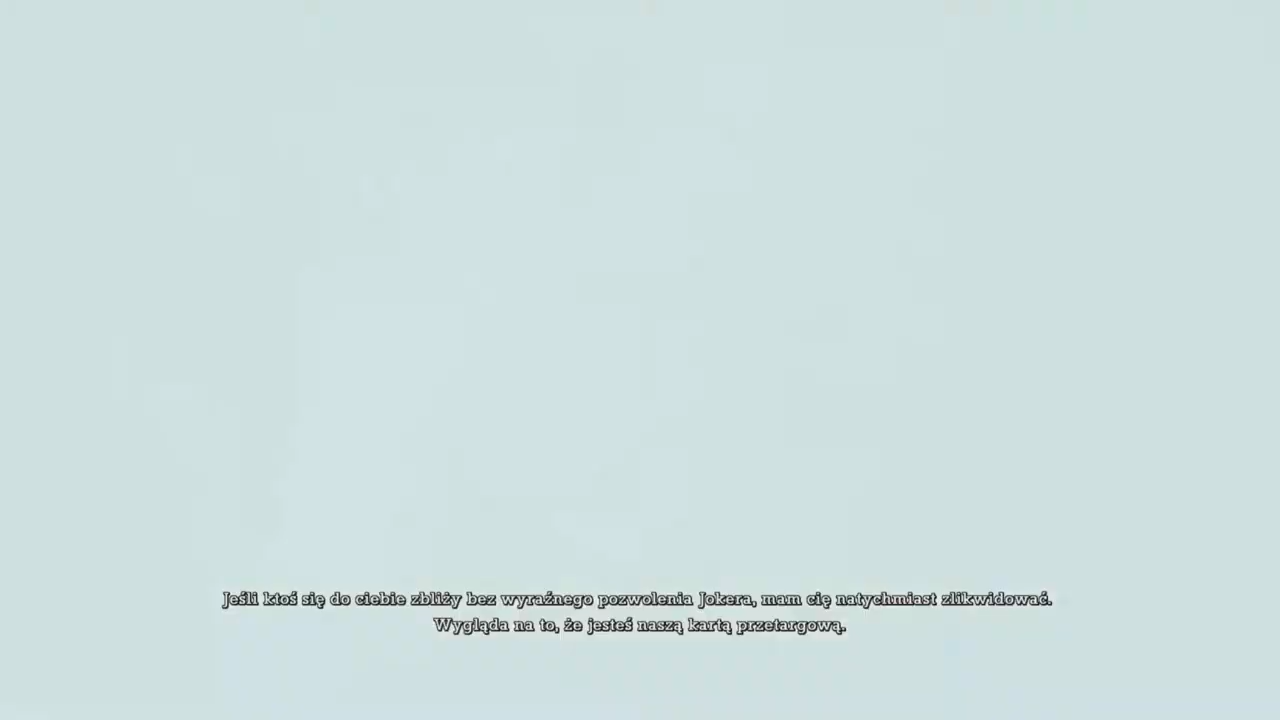 Jeśli ktoś się do ciebie zbliży bez wyraźnego pozwolenia Jokera, mam cię natychmiast zlikwidować.
Wygląda na to, że jesteś naszą kartą przetargową.